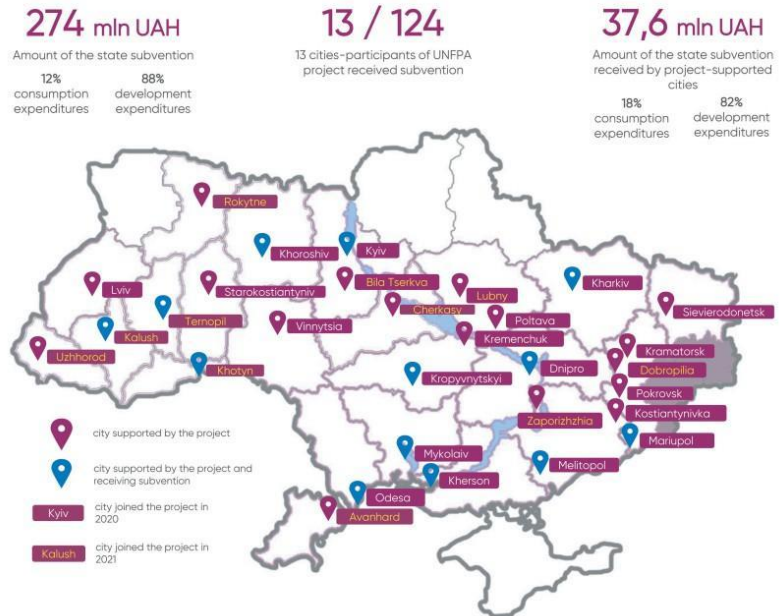 274 mln UAH
Amount of the state subvention
12%
consumption
expenditures
88%
development
expenditures
13 / 124
13 cities-participants of UNFPA
project received subvention
37,6 mln UAH
Amount of the state subvention
received by project-supported
cities
18%
consumption
expenditures
82%
development
expenditures
Rokytne
Khoroshiv
Kyiv
Lviv
Starokostiantyniv
Bila Tserkva
Lubny
Kharkiv
Ternopil
Cherkasy
Poltava
Sievierodonetsk
Kalush
Vinnytsia
Kremenchuk
Uzhhorod
Khotyn
Kropyvnytskyi
Dnipro
Kramatorsk
Dobropilia
Pokrovsk
Zaporizhzhia
Kostiantynivka
Mariupol
Mykolaiv
Melitopol
Kherson
Odesa
Avanhard
city supported by the project
city supported by the project and
receiving subvention
Kyiv
city joined the project in
2020
Kalush
city joined the project in
2021